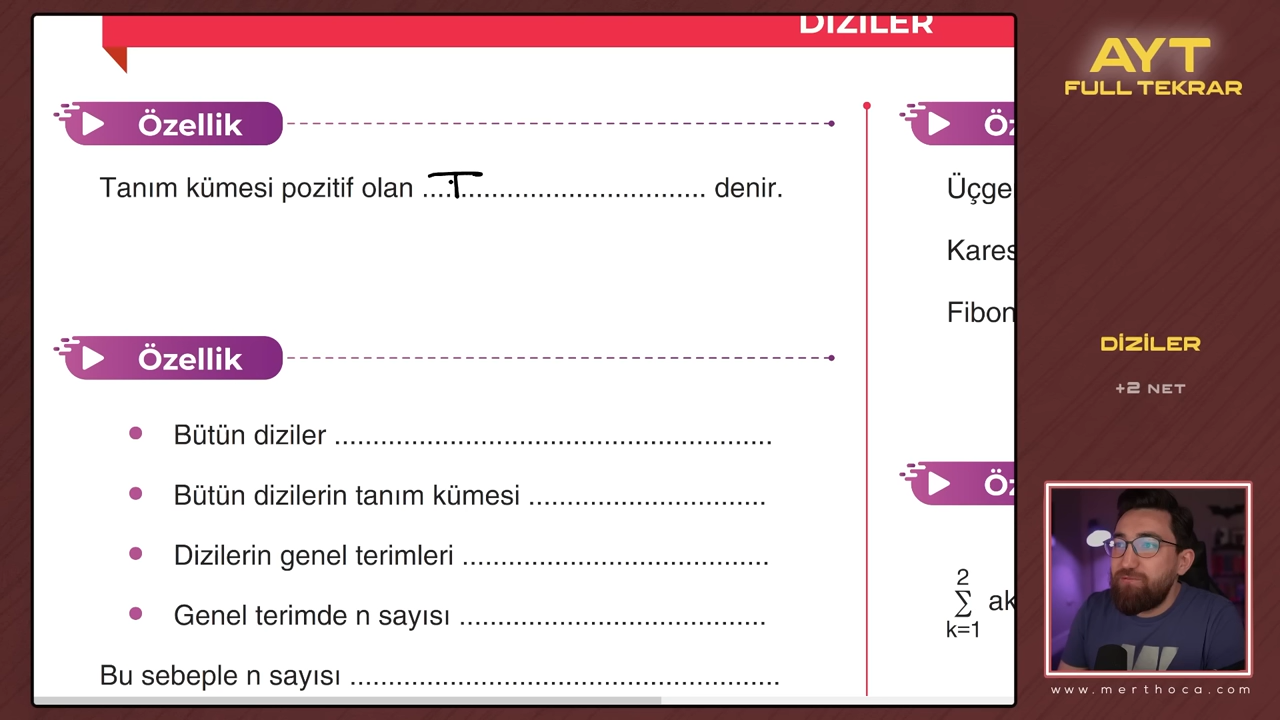 DİZİLER
Özellik
Tanım kümesi pozitif olan ....T................................. denir.
Özellik
Bütün diziler ..........................................................
Bütün dizilerin tanım kümesi ...............................
Dizilerin genel terimleri ........................................
Genel terimde n sayısı ........................................
Bu sebeple n sayısı ........................................................
Öz
Üçge
Kares
Fibon
Öz
2
∑ ak
k=1
AYT
FULL TEKRAR
DİZİLER
+2 NET
www.merthoca.com